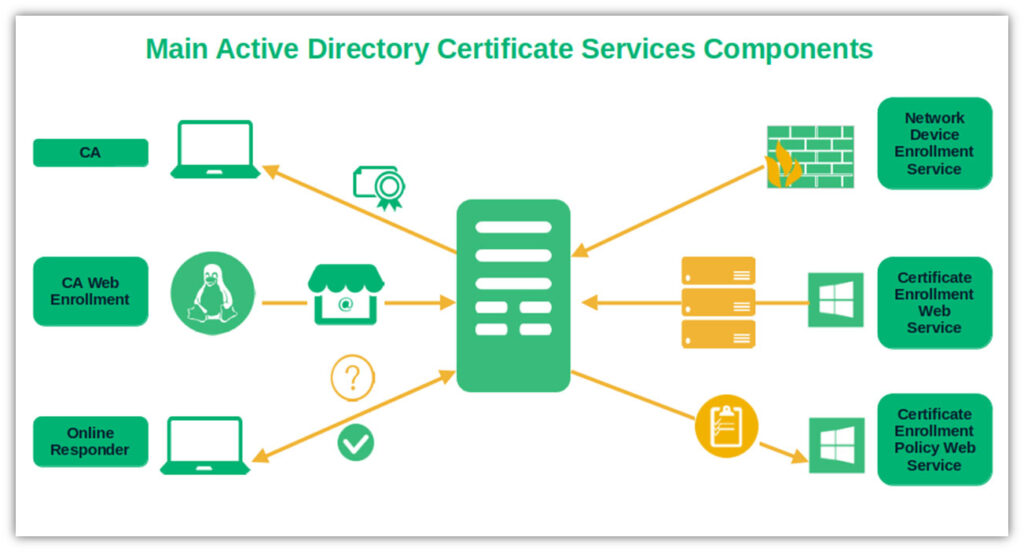 Main Active Directory Certificate Services Components
CA
Network
Device
Enrollment
Service
CA Web
Enrollment
@
Certificate
Enrollment
Web
Service
?
Online
Responder
Certificate
Enrollment
Policy Web
Service